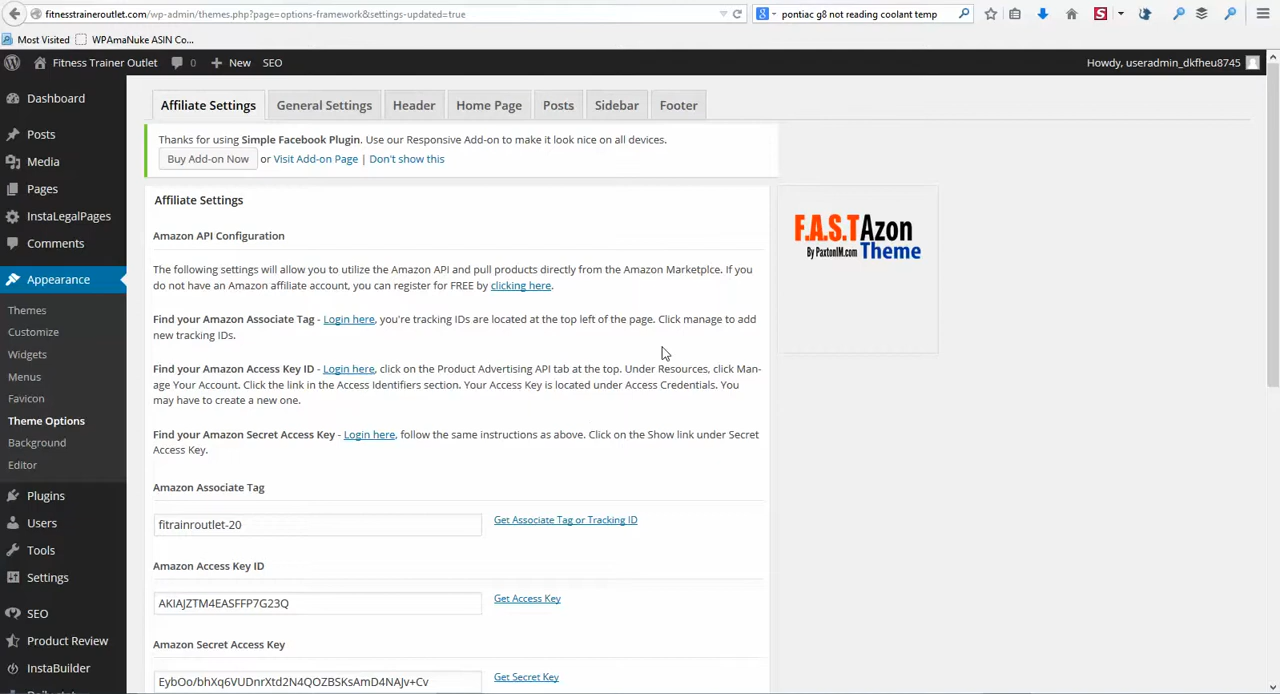 fitnesstraineroutlet.com/wp-admin/themes.php?page=options-framework&settings-updated=true
pontiac g8 not reading coolant temp
Most Visited
WPAmaNuke ASIN Co...
Fitness Trainer Outlet
0
New
SEO
Howdy, useradmin_dkfheu8745
Dashboard
Posts
Media
Pages
InstaLegalPages
Comments
Appearance
Themes
Customize
Widgets
Menus
Favicon
Theme Options
Background
Editor
Plugins
Users
Tools
Settings
SEO
Product Review
InstaBuilder
Affiliate Settings
General Settings
Header
Home Page
Posts
Sidebar
Footer
Thanks for using Simple Facebook Plugin. Use our Responsive Add-on to make it look nice on all devices.
Buy Add-on Now or Visit Add-on Page | Don't show this
Affiliate Settings
Amazon API Configuration
The following settings will allow you to utilize the Amazon API and pull products directly from the Amazon Marketplce. If you
do not have an Amazon affiliate account, you can register for FREE by clicking here.
Find your Amazon Associate Tag - Login here, you're tracking IDs are located at the top left of the page. Click manage to add
new tracking IDs.
Find your Amazon Access Key ID - Login here, click on the Product Advertising API tab at the top. Under Resources, click Man-
age Your Account. Click the link in the Access Identifiers section. Your Access Key is located under Access Credentials. You
may have to create a new one.
Find your Amazon Secret Access Key - Login here, follow the same instructions as above. Click on the Show link under Secret
Access Key.
Amazon Associate Tag
fitrainroutlet-20
Get Associate Tag or Tracking ID
Amazon Access Key ID
AKIAJZTM4EASFFP7G23Q
Get Access Key
Amazon Secret Access Key
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
Get Secret Key
F.A.S.TAzon
By PaxtonIM.com Theme